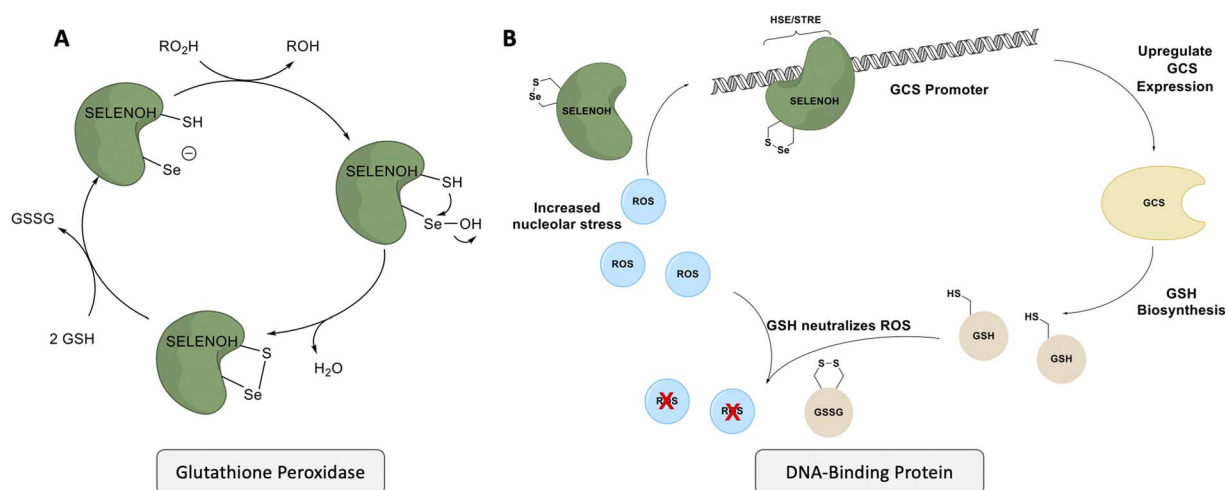 A
RO2H
ROH
SELENOH
SH
Se
⊖
SELENOH
SH
Se
OH
GSSG
2 GSH
SELENOH
S
Se
H2O
Glutathione Peroxidase
B
HSE/STRE
S
Se
SELENOH
SELENOH
S
Se
GCS Promoter
Upregulate
GCS
Expression
GCS
Increased
nucleolar stress
ROS
ROS
ROS
GSH
Biosynthesis
HS
GSH
HS
GSH
GSH neutralizes ROS
S
S
GSSG
ROS
X
ROS
X
DNA-Binding Protein